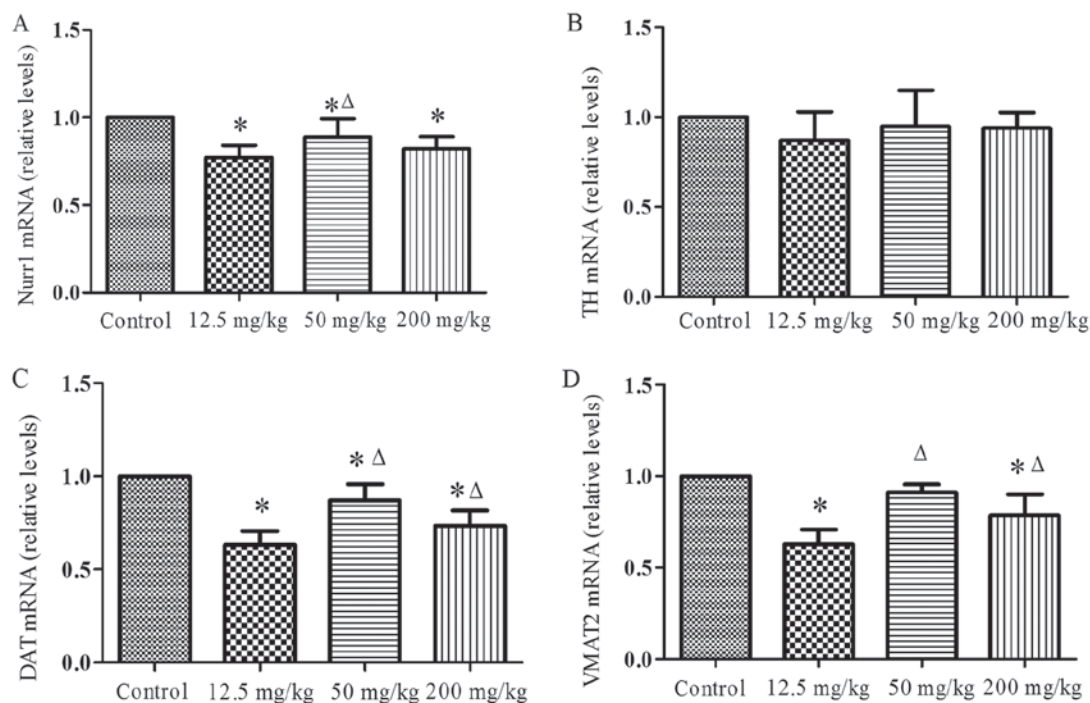 A
Nurr1 mRNA (relative levels)
1.5
1.0
0.5
0.0
*
*Δ
*
Control 12.5 mg/kg 50 mg/kg 200 mg/kg
B
TH mRNA (relative levels)
1.5
1.0
0.5
0.0
Control 12.5 mg/kg 50 mg/kg 200 mg/kg
C
DAT mRNA (relative levels)
1.5
1.0
0.5
0.0
*
* Δ
* Δ
Control 12.5 mg/kg 50 mg/kg 200 mg/kg
D
VMAT2 mRNA (relative levels)
1.5
1.0
0.5
0.0
*
Δ
* Δ
Control 12.5 mg/kg 50 mg/kg 200 mg/kg